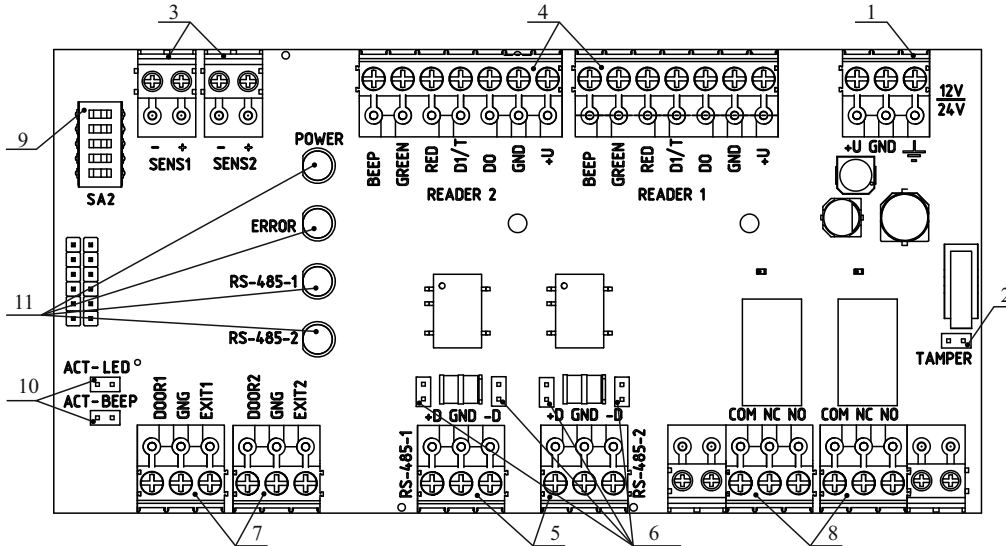 3
4
1
9
- +
SENS1
- +
SENS2
SA2
POWER
BEEP
GREEN
RED
D1/T
D0
GND
+U
READER 2
BEEP
GREEN
RED
D1/T
D0
GND
+U
READER 1
12V
24V
+U GND
ERROR
RS-485-1
11
RS-485-2
2
TAMPER
ACT-LED
10
ACT-BEEP
DOOR1
GNG
EXIT1
DOOR2
GNG
EXIT2
+D GND -D
RS-485-1
+D GND -D
RS-485-2
COM NC NO
COM NC NO
7
5
6
8